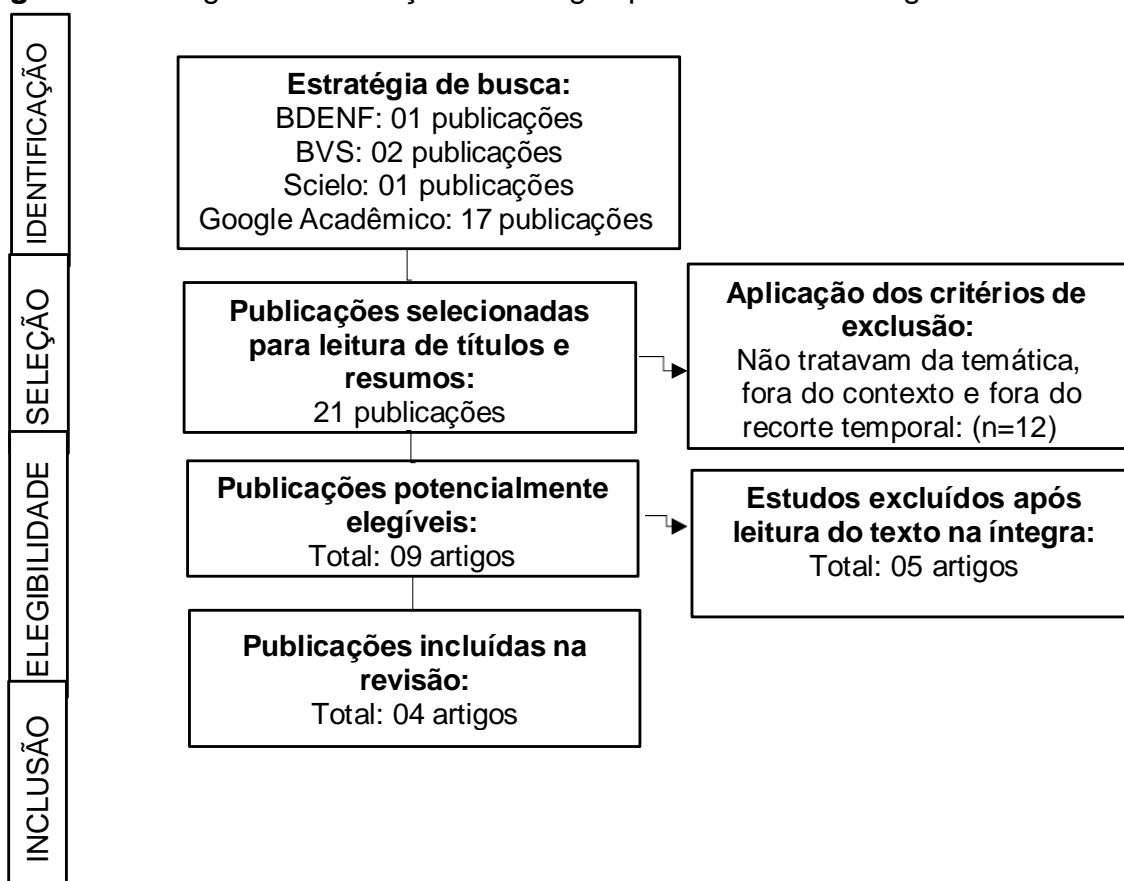 IDENTIFICAÇÃO
Estratégia de busca:
BDENF: 01 publicações
BVS: 02 publicações
Scielo: 01 publicações
Google Acadêmico: 17 publicações
SELEÇÃO
Publicações selecionadas
para leitura de títulos e
resumos:
21 publicações
Aplicação dos critérios de
exclusão:
Não tratavam da temática,
fora do contexto e fora do
recorte temporal: (n=12)
ELEGIBILIDADE
Publicações potencialmente
elegíveis:
Total: 09 artigos
Estudos excluídos após
leitura do texto na íntegra:
Total: 05 artigos
INCLUSÃO
Publicações incluídas na
revisão:
Total: 04 artigos